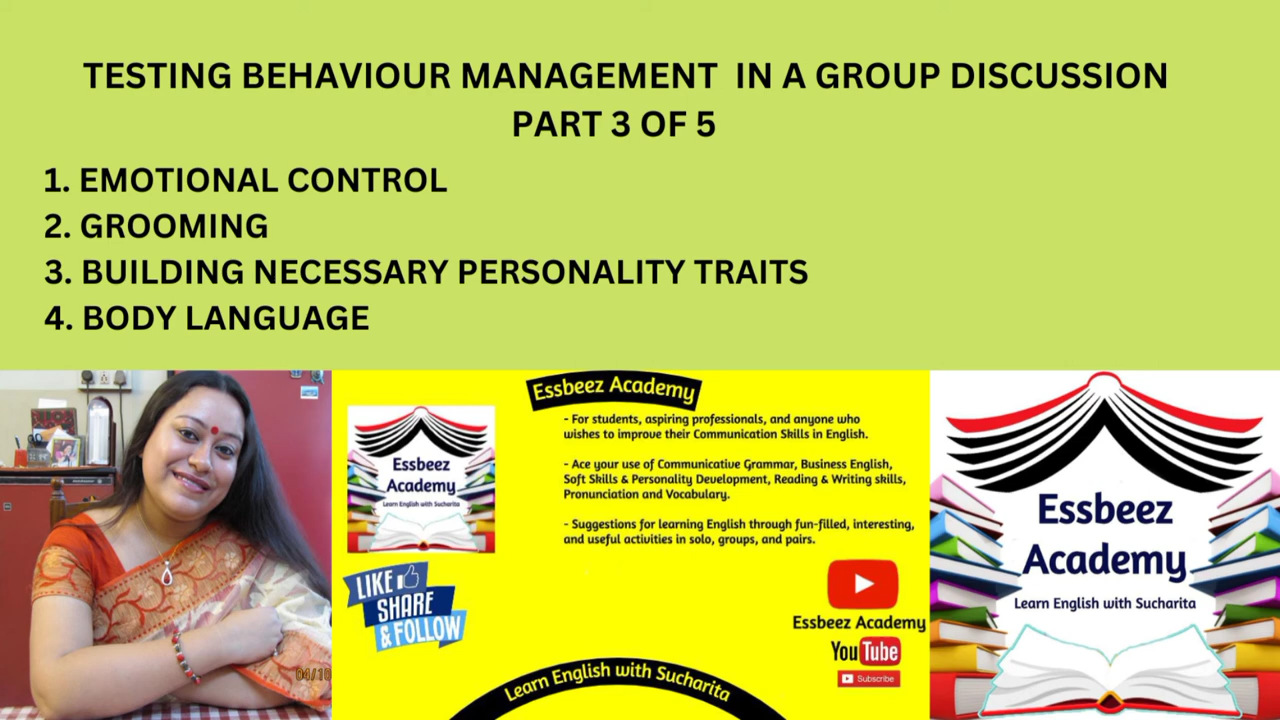 TESTING BEHAVIOUR MANAGEMENT IN A GROUP DISCUSSION
PART 3 OF 5
1. EMOTIONAL CONTROL
2. GROOMING
3. BUILDING NECESSARY PERSONALITY TRAITS
4. BODY LANGUAGE
04/10
Essbeez Academy
- For students, aspiring professionals, and anyone who
wishes to improve their Communication Skills in English.
- Ace your use of Communicative Grammar, Business English,
Soft Skills & Personality Development, Reading & Writing skills,
Pronunciation and Vocabulary.
- Suggestions for learning English through fun-filled, interesting,
and useful activities in solo, groups, and pairs.
Essbeez
Academy
Learn English with Sucharita
LIKE
SHARE
& FOLLOW
Essbeez Academy
YouTube
Subscribe
Learn English with Sucharita
Essbeez
Academy
Learn English with Sucharita